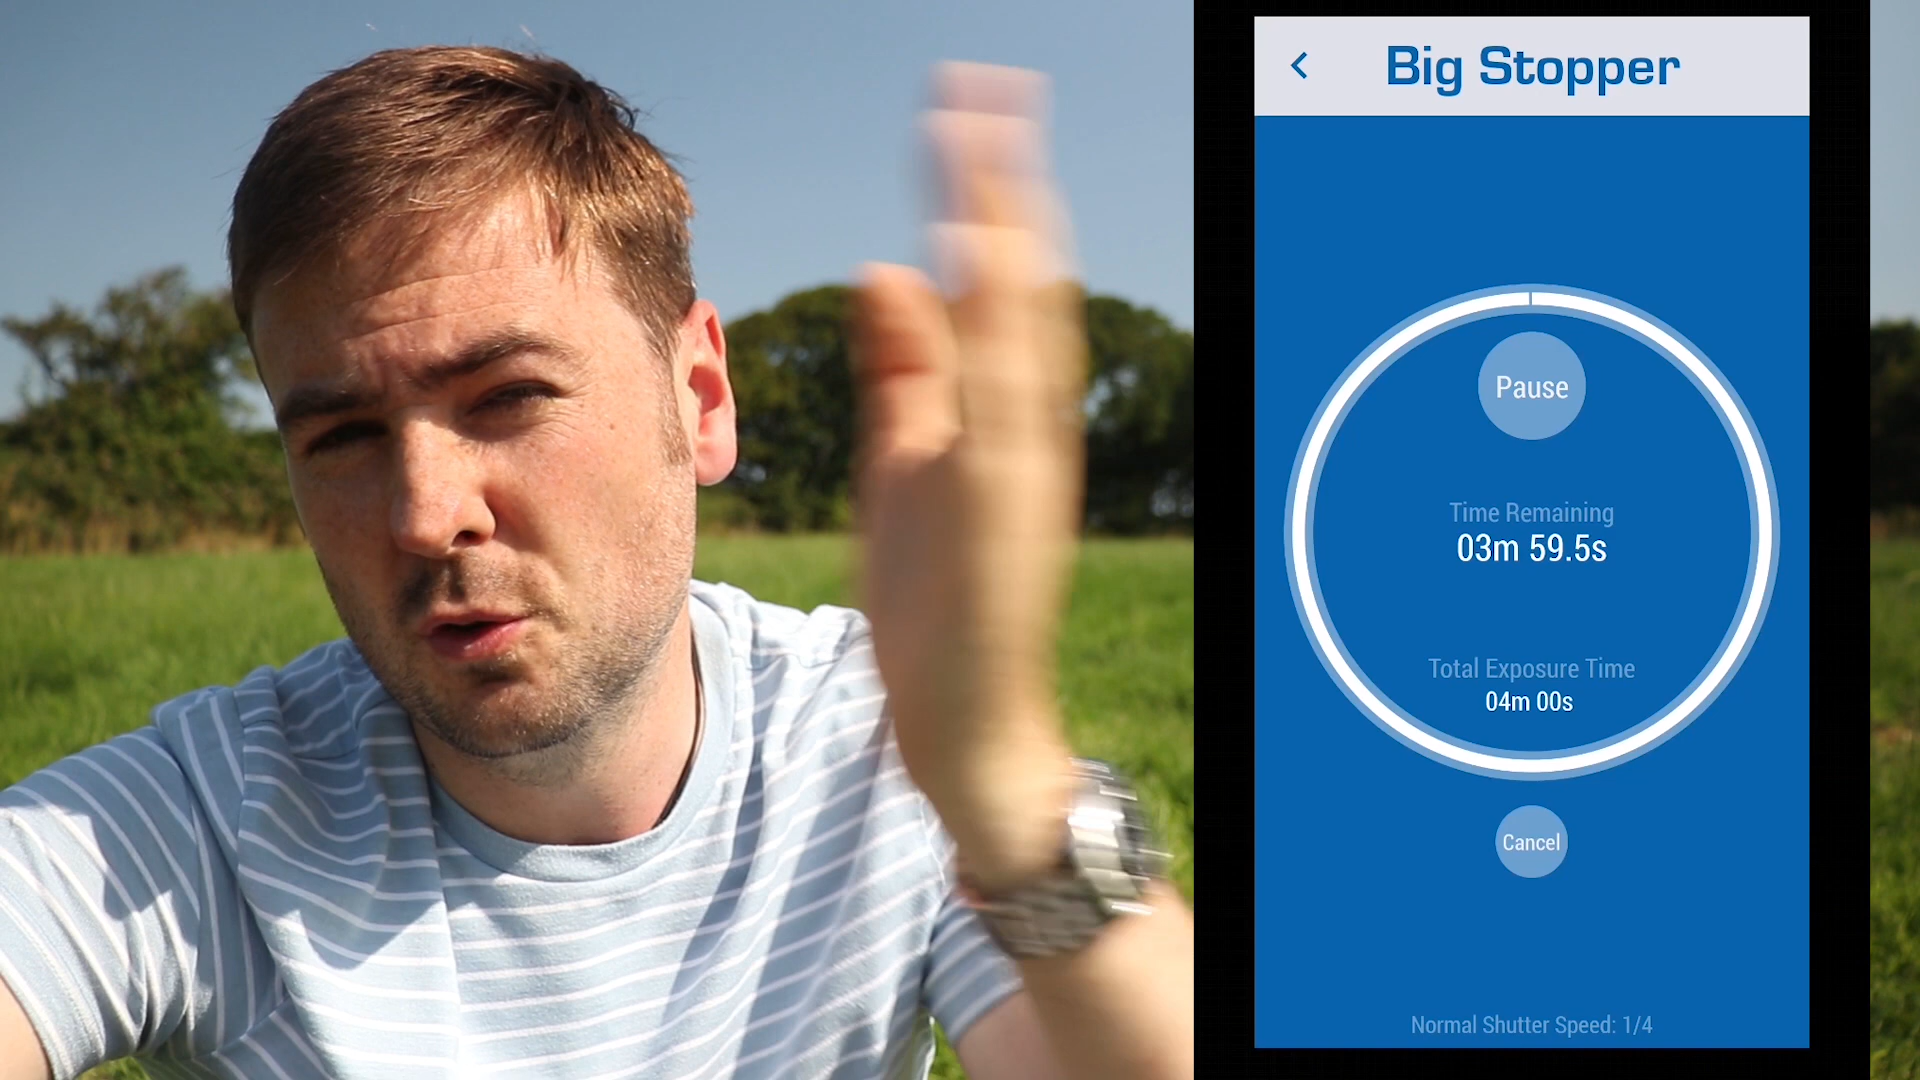 Big Stopper
Pause
Time Remaining
03m 59.5s
Total Exposure Time
04m 00s
Cancel
Normal Shutter Speed: 1/4